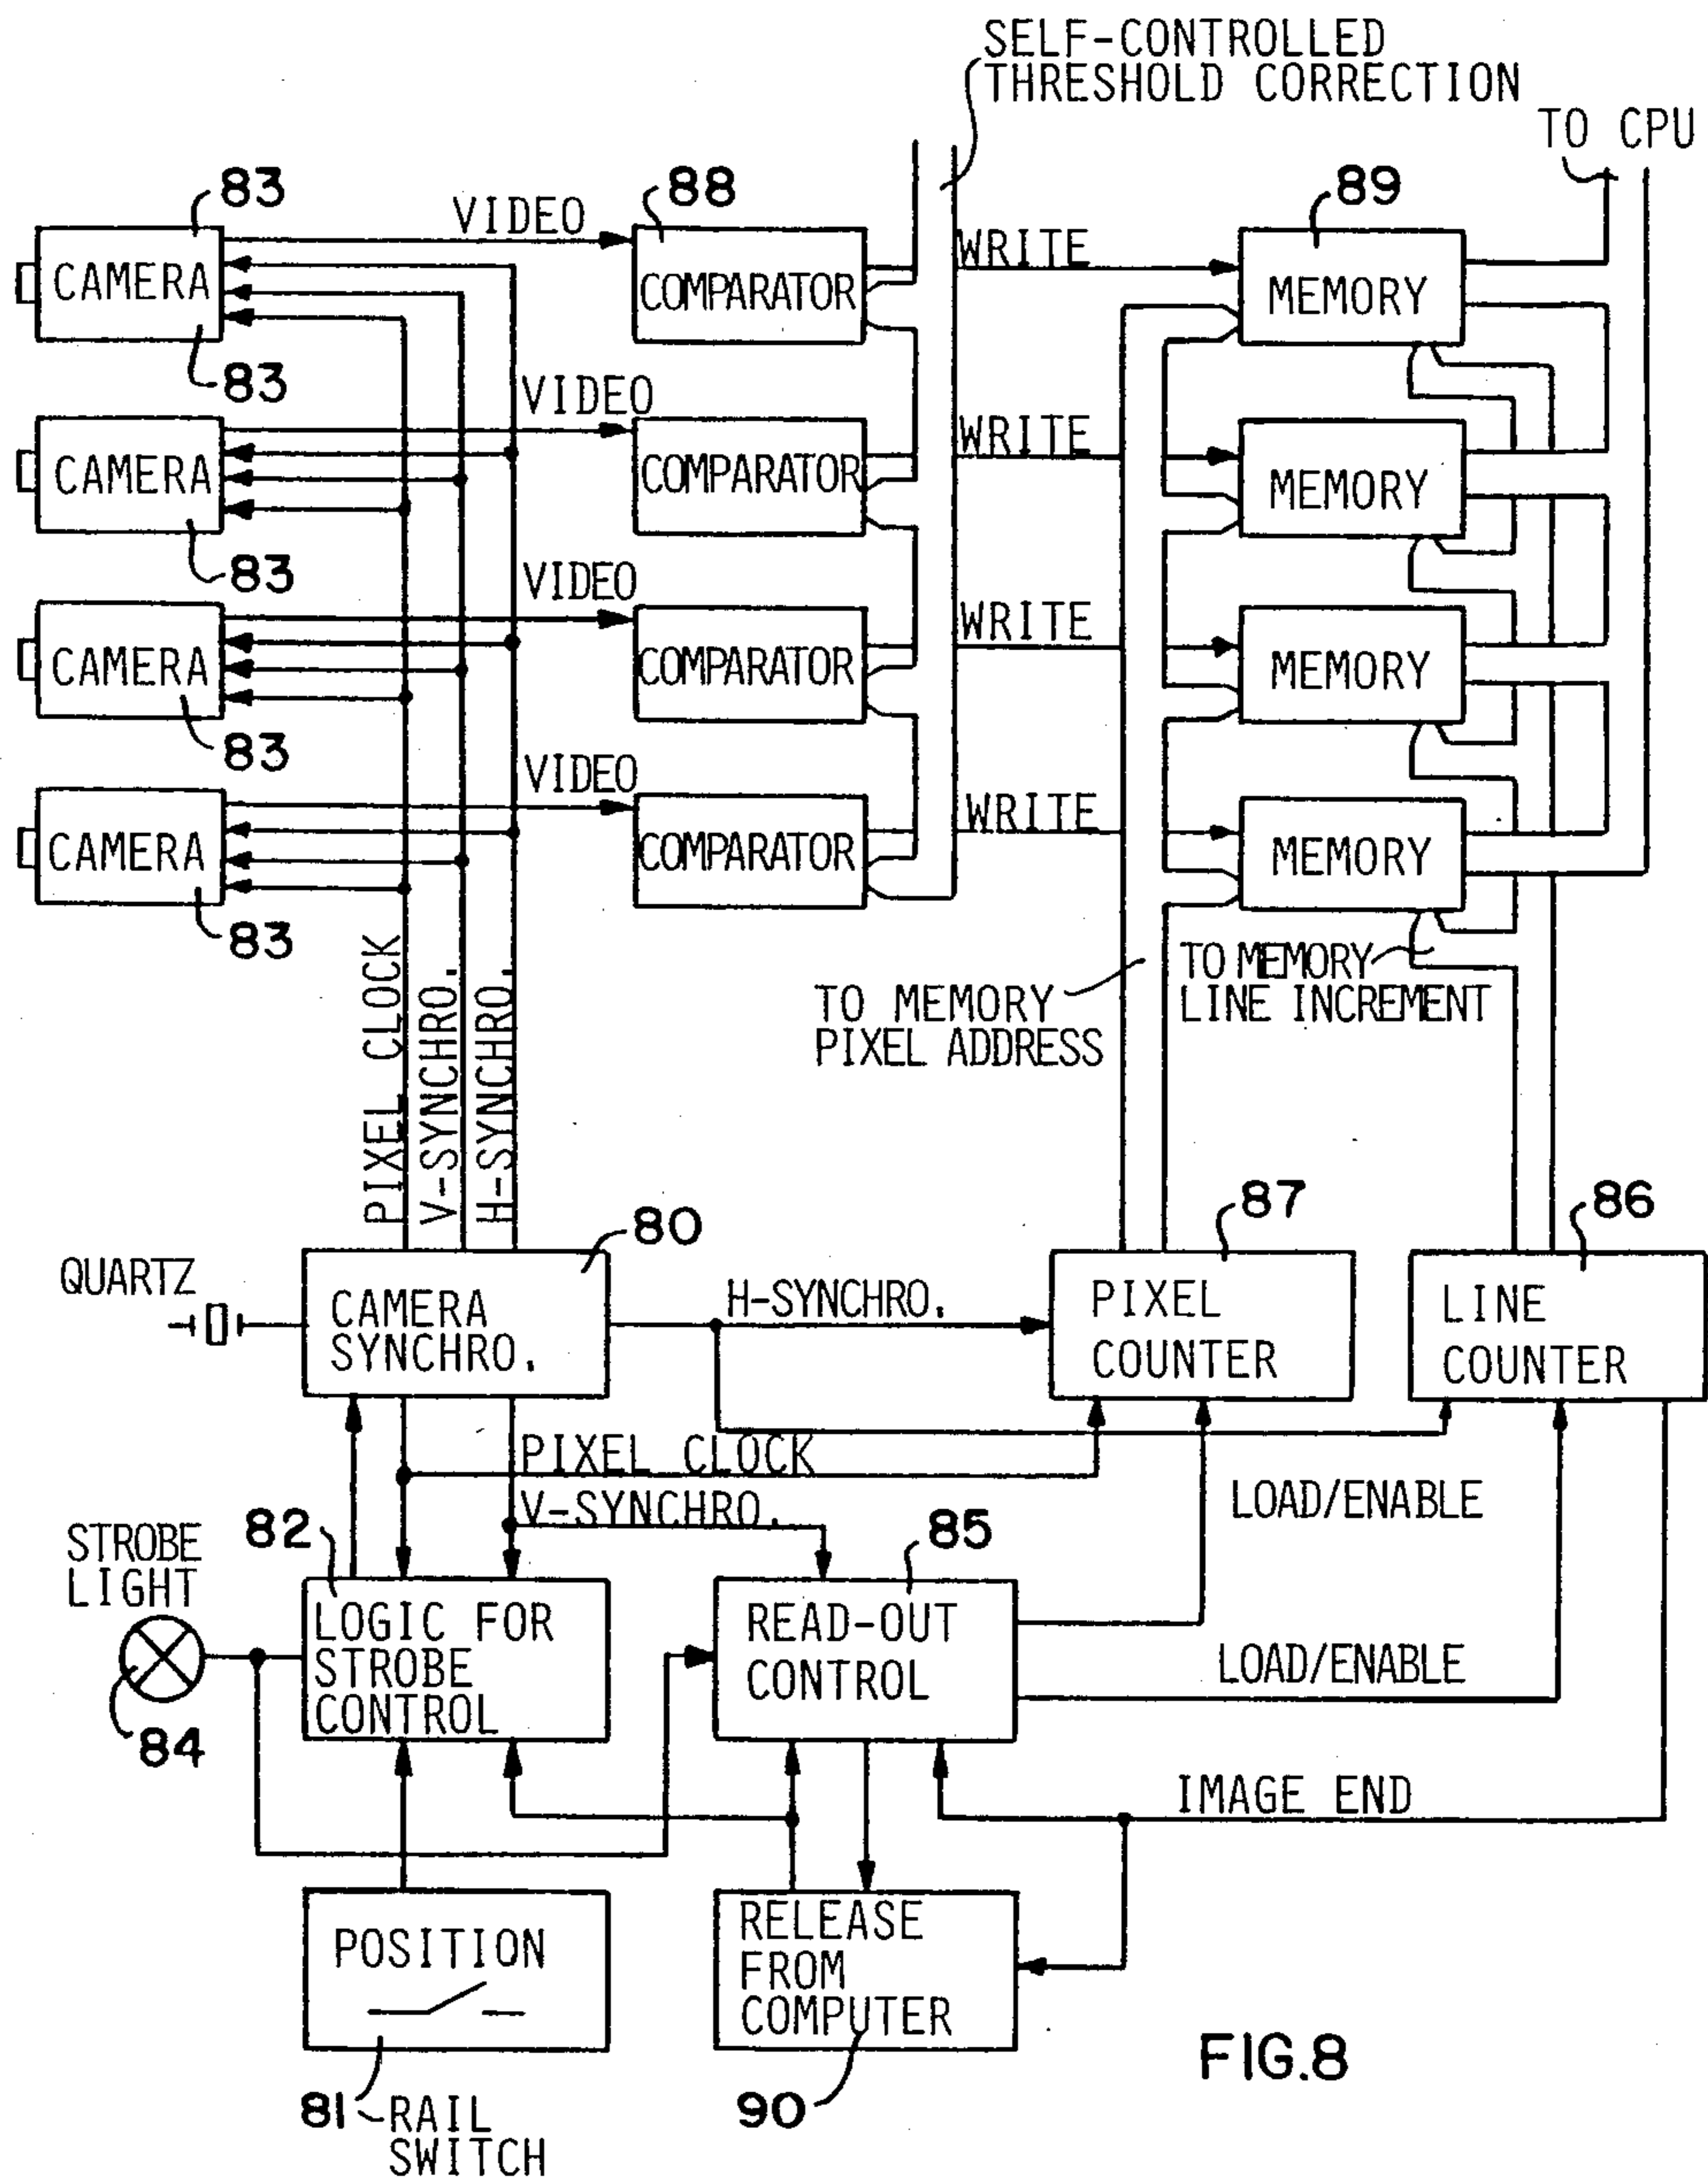 SELF-CONTROLLED
THRESHOLD CORRECTION
TO CPU
83
VIDEO
88
WRITE
89
CAMERA
COMPARATOR
MEMORY
83
VIDEO
WRITE
CAMERA
COMPARATOR
MEMORY
83
VIDEO
WRITE
CAMERA
COMPARATOR
MEMORY
83
VIDEO
WRITE
CAMERA
COMPARATOR
MEMORY
83
PIXEL CLOCK
V-SYNCHRO.
H-SYNCHRO.
TO MEMORY
PIXEL ADDRESS
TO MEMORY
LINE INCREMENT
80
87
86
QUARTZ
CAMERA
SYNCHRO.
H-SYNCHRO.
PIXEL
COUNTER
LINE
COUNTER
PIXEL CLOCK
V-SYNCHRO.
LOAD/ENABLE
STROBE
LIGHT
82
85
LOGIC FOR
STROBE
CONTROL
READ-OUT
CONTROL
LOAD/ENABLE
84
IMAGE END
POSITION
RELEASE
FROM
COMPUTER
81
RAIL
SWITCH
90
FIG.8